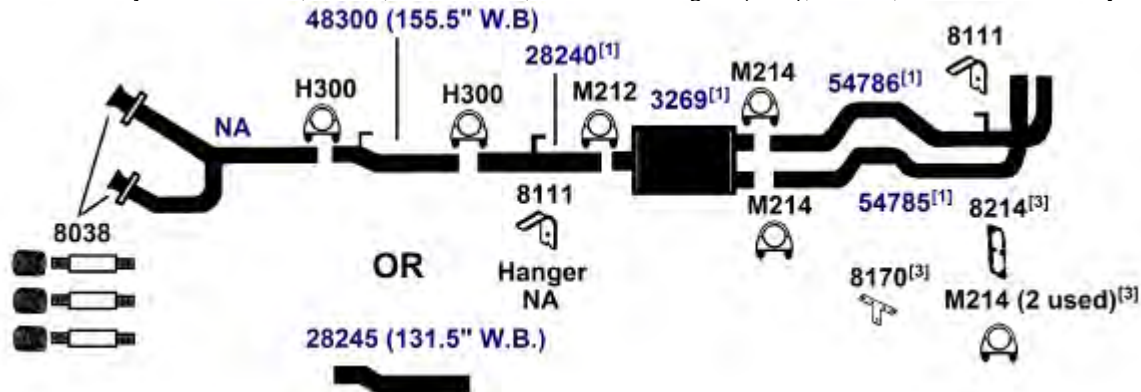 48300 (155.5" W.B)
28240[1]
8111
H300
H300
M212
M214
3269[1]
54786[1]
NA
8038
8111
M214
54785[1]
8214[3]
OR
Hanger
NA
8170[3]
M214 (2 used)[3]
28245 (131.5" W.B.)